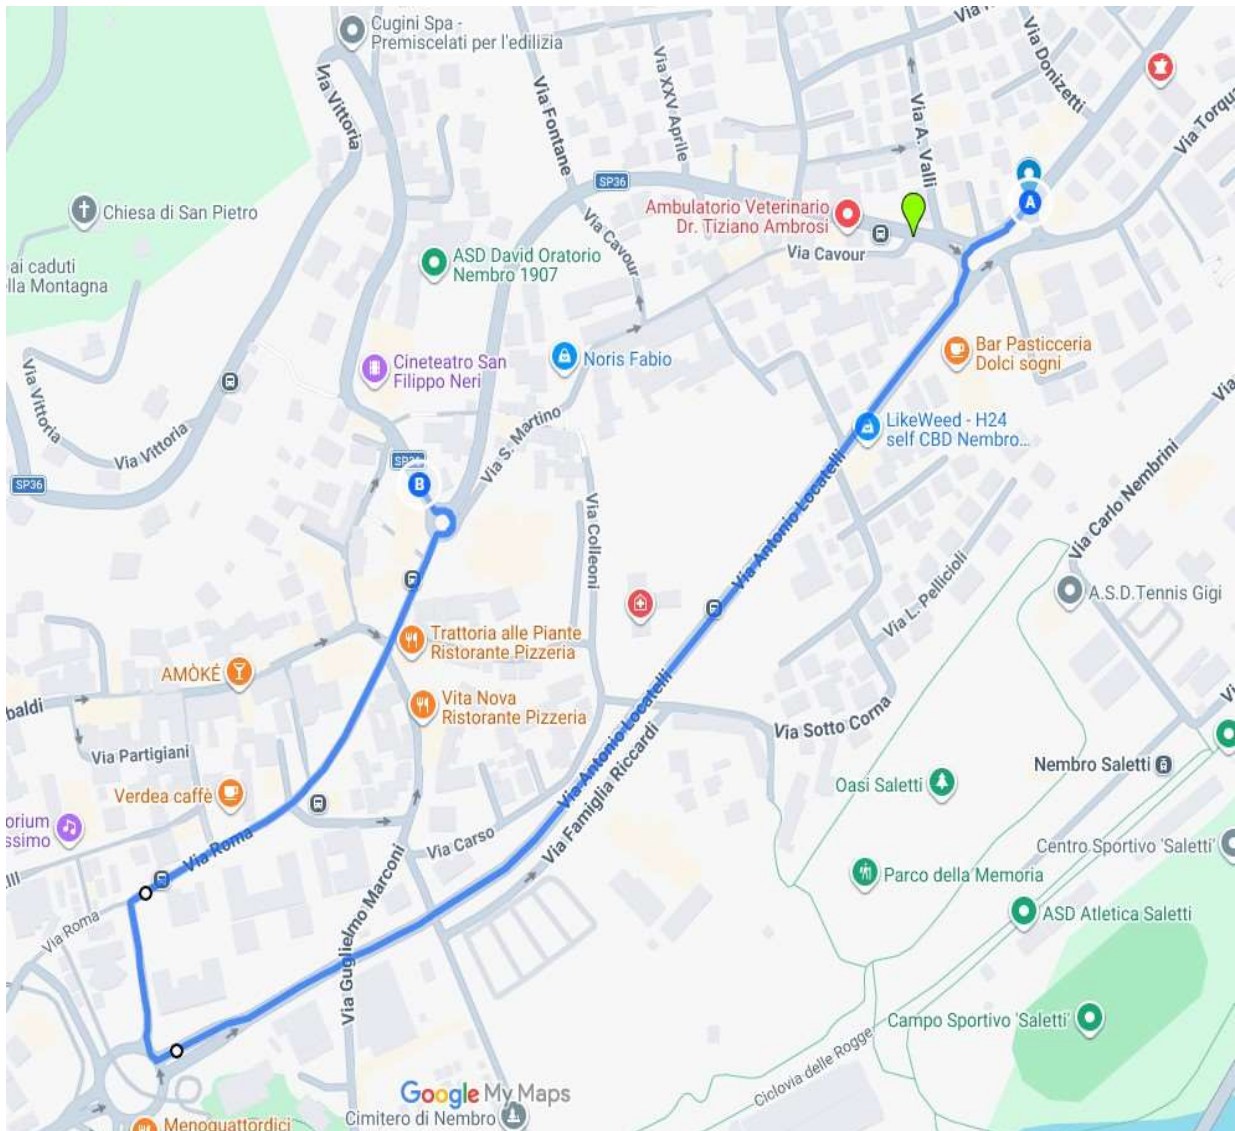 Cugini Spa -
Premiscelati per l'edilizia
Via Donizetti
Via Vittoria
Via Fontane
Via XXV Aprile
Via A. Valli
SP36
Chiesa di San Pietro
Ambulatorio Veterinario
Dr. Tiziano Ambrosi
A
Via Cavour
Via Cavour
ai caduti
lla Montagna
ASD David Oratorio
Nembro 1907
Cineteatro San
Filippo Neri
Noris Fabio
Bar Pasticceria
Dolci sogni
Via Vittoria
Via Vittoria
Via S. Martino
LikeWeed - H24
self CBD Nembro...
SP36
SP36
B
Via Colleoni
Via Antonio Locatelli
Via Carlo Nembrini
Via L. Pellicioli
A.S.D.Tennis Gigi
Trattoria alle Piante
Ristorante Pizzeria
AMÒKÉ
Vita Nova
Ristorante Pizzeria
baldi
Via Partigiani
Via Antonio Locatelli
Via Famiglia Riccardi
Via Sotto Corna
Nembro Saletti
Oasi Saletti
Verdea caffè
orium
ssimo
Via Roma
Via Carso
Centro Sportivo 'Saletti'
Parco della Memoria
III
Via Roma
Via Guglielmo Marconi
ASD Atletica Saletti
Campo Sportivo 'Saletti'
Ciclovia delle Rogge
Google My Maps
Cimitero di Nembro
Menoquattordici